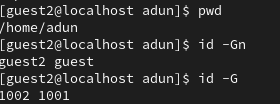 [guest2@localhost adun]$ pwd
/home/adun
[guest2@localhost adun]$ id -Gn
guest2 guest
[guest2@localhost adun]$ id -G
1002 1001